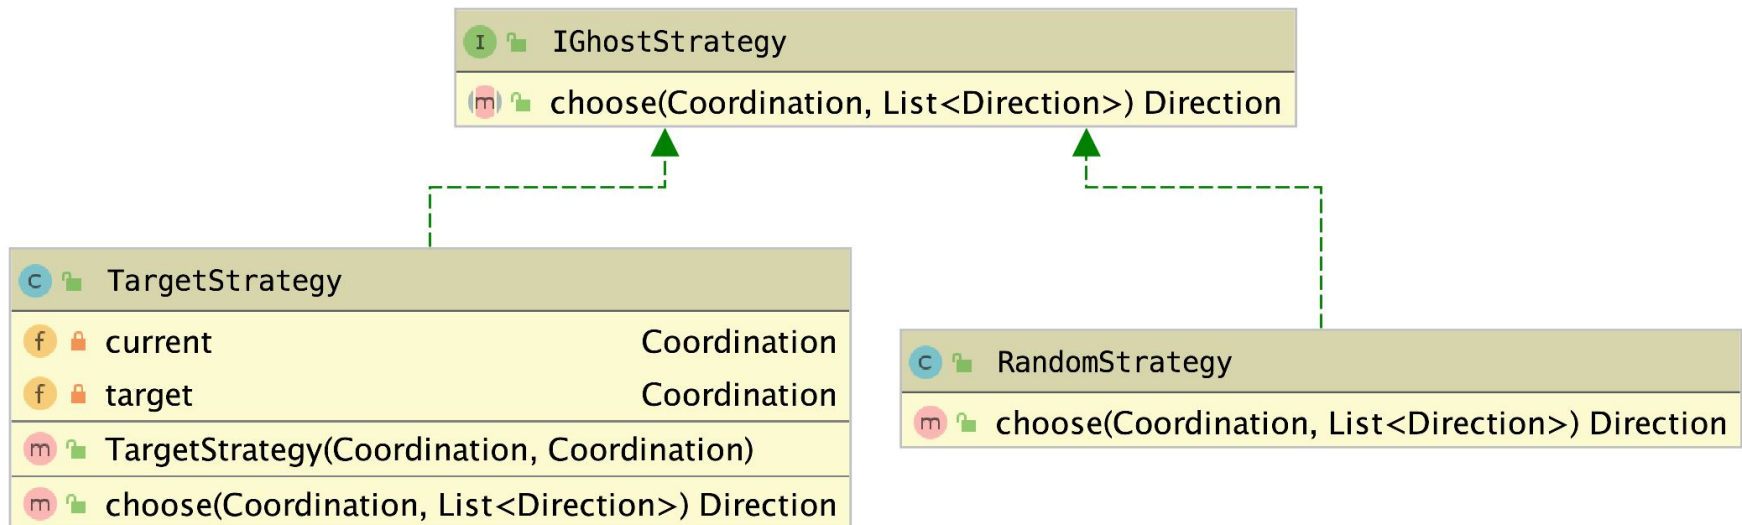 I IGhostStrategy
m choose(Coordination, List<Direction>) Direction
C TargetStrategy
f current Coordination
f target Coordination
m TargetStrategy(Coordination, Coordination)
m choose(Coordination, List<Direction>) Direction
C RandomStrategy
m choose(Coordination, List<Direction>) Direction